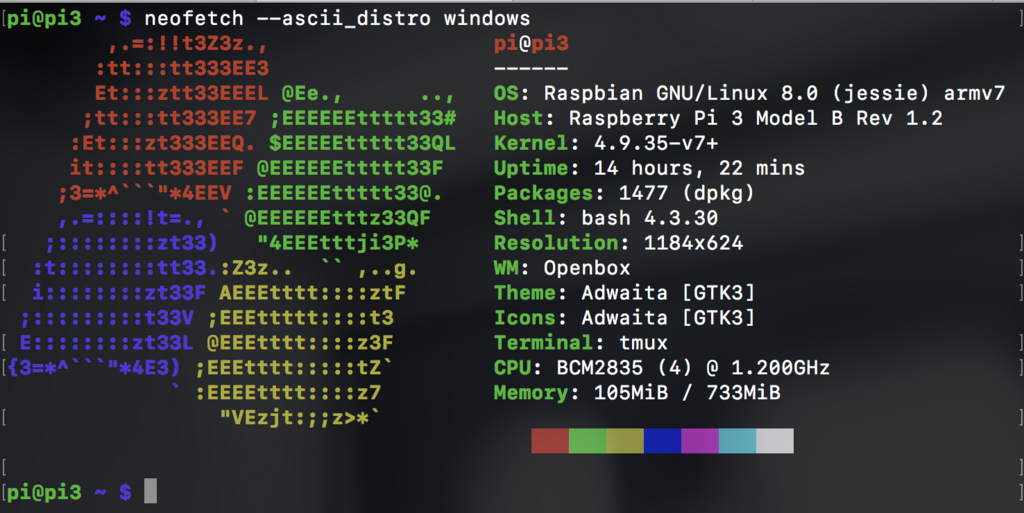 [pi@pi3 ~ $ neofetch --ascii_distro windows ]
        ,.=:!!t3Z3z.,                  pi@pi3
       :tt:::tt333EE3                  ------
       Et:::ztt33EEEL @Ee.,      ..,   OS: Raspbian GNU/Linux 8.0 (jessie) armv7
      ;tt:::tt333EE7 ;EEEEEEttttt33#   Host: Raspberry Pi 3 Model B Rev 1.2
     :Et:::zt333EEQ. $EEEEEttttt33QL   Kernel: 4.9.35-v7+
     it::::tt333EEF @EEEEEEttttt33F    Uptime: 14 hours, 22 mins
    ;3=*^```"*4EEV :EEEEEEttttt33@.    Packages: 1477 (dpkg)
    ,.=::::!t=., ` @EEEEEEtttz33QF     Shell: bash 4.3.30
[  ;::::::::zt33)   "4EEEtttji3P*      Resolution: 1184x624 ]
[ :t::::::::tt33.:Z3z..  `` ,..g.      WM: Openbox ]
[ i::::::::zt33F AEEEtttt::::ztF       Theme: Adwaita [GTK3] ]
 ;:::::::::t33V ;EEEttttt::::t3        Icons: Adwaita [GTK3] ]
[E::::::::zt33L @EEEtttt::::z3F        Terminal: tmux ]
[{3=*^```"*4E3) ;EEEtttt:::::tZ`       CPU: BCM2835 (4) @ 1.200GHz ]
             ` :EEEEtttt::::z7         Memory: 105MiB / 733MiB
[                "VEzjt:;;z>*` ]
[ ]
[pi@pi3 ~ $ ]